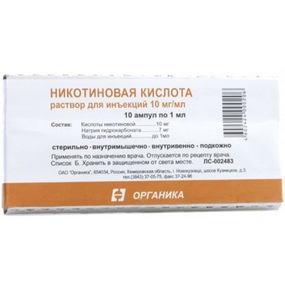 НИКОТИНОВАЯ КИСЛОТА
раствор для инъекций 10 мг/мл
10 ампул по 1 мл
Состав: Кислоты никотиновой 10 мг
Натрия гидрокарбоната 7 мг
Воды для инъекций до 1мл
стерильно - внутримышечно - внутривенно - подкожно
Применять по назначению врача. Отпускается по рецепту врача.
Список Б. Хранить в защищенном от света месте. ЛС-002483
ОАО "Органика", 654034, Россия, Кемеровская область, г. Новокузнецк, шоссе Кузнецкое, д. 3.
ОРГАНИКА